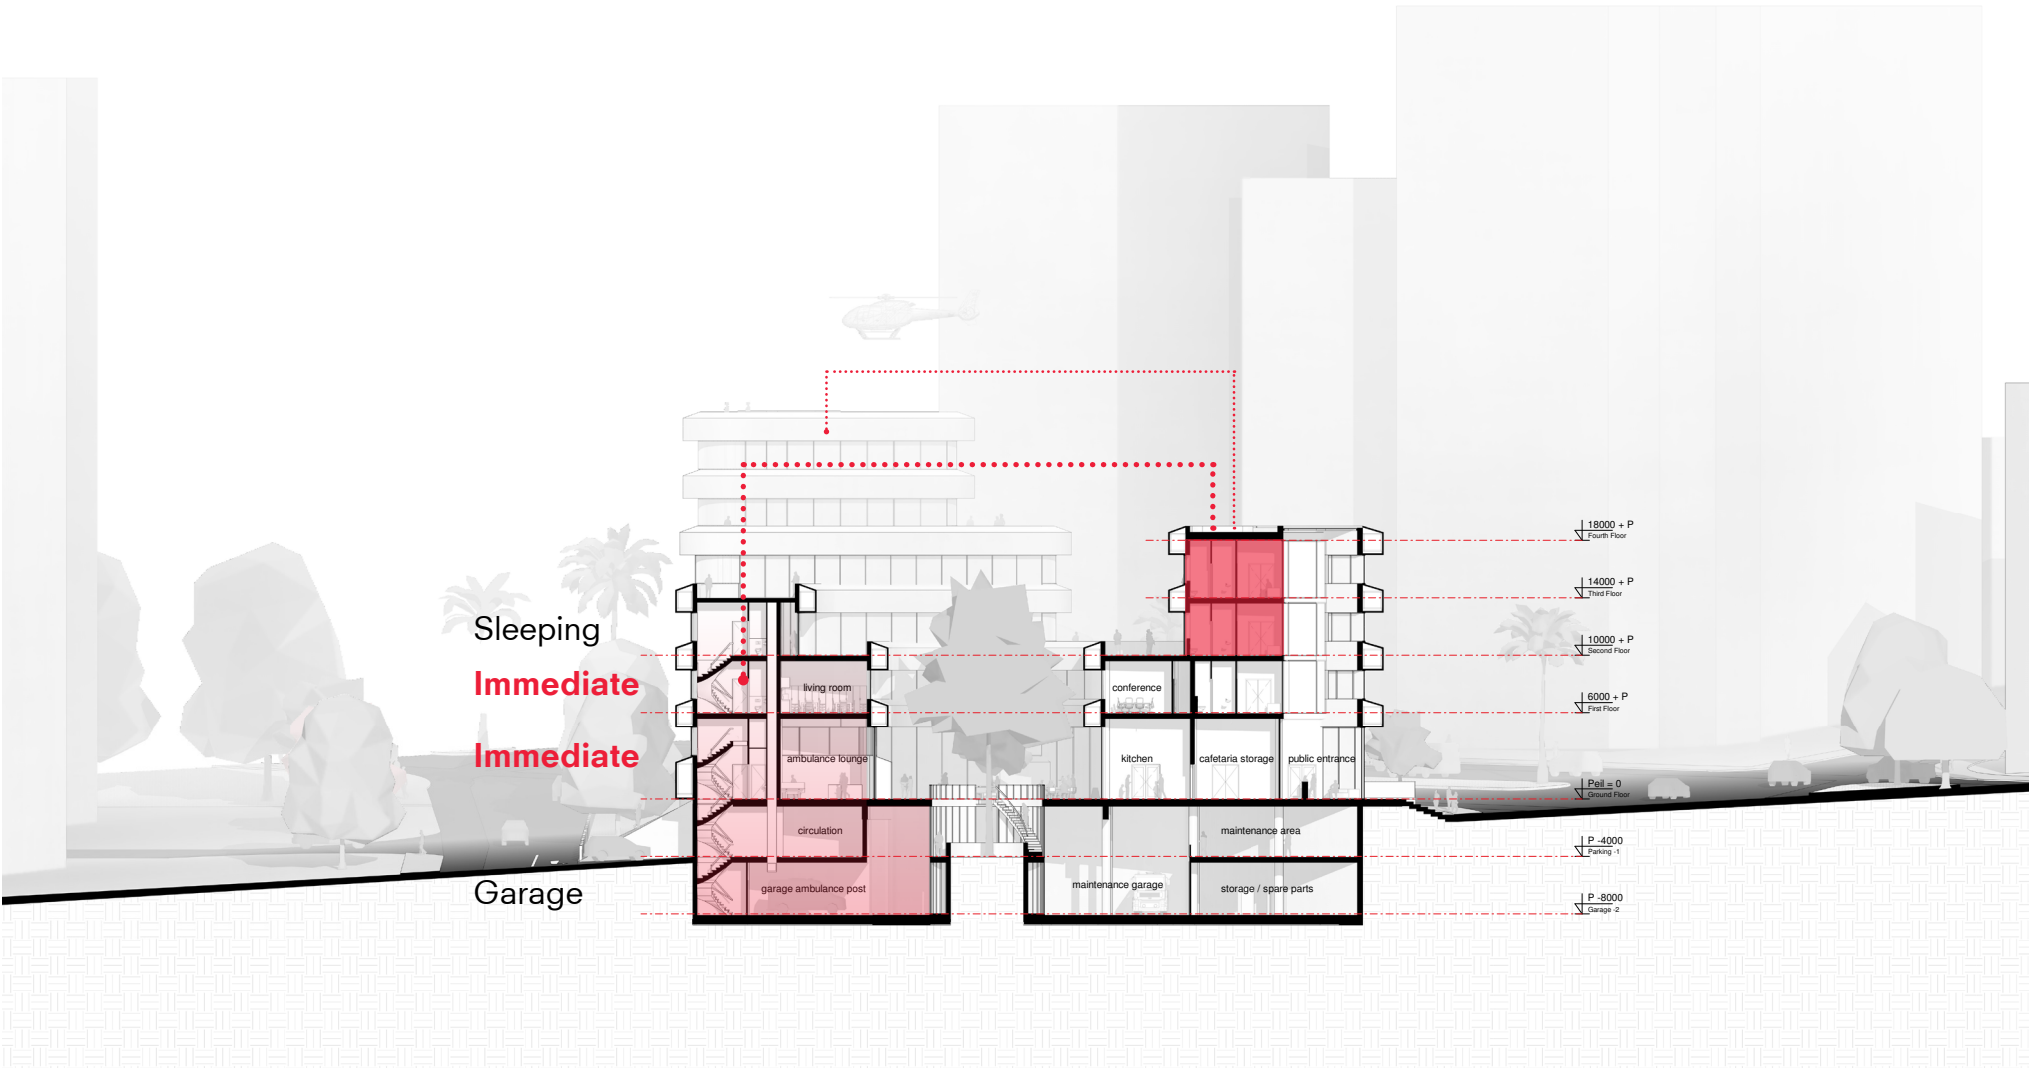 18000 + P
Fourth Floor
14000 + P
Third Floor
Sleeping
10000 + P
Second Floor
Immediate
living room
conference
6000 + P
First Floor
Immediate
ambulance lounge
kitchen
cafetaria storage
public entrance
Peil = 0
Ground Floor
circulation
maintenance area
P -4000
Parking -1
Garage
garage ambulance post
maintenance garage
storage / spare parts
P -8000
Garage -2